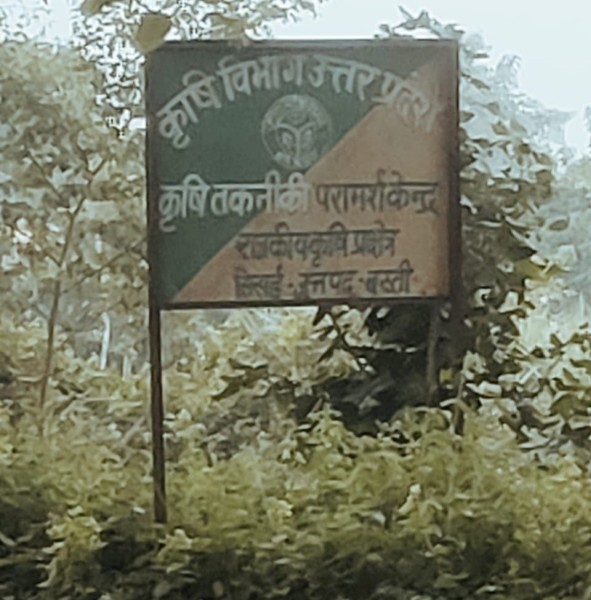 कृषि विभाग उत्तर प्रदेश
कृषि तकनीकी परामर्श केन्द्र
राजकीय कृषि प्रक्षेत्र
जनपद - बस्ती